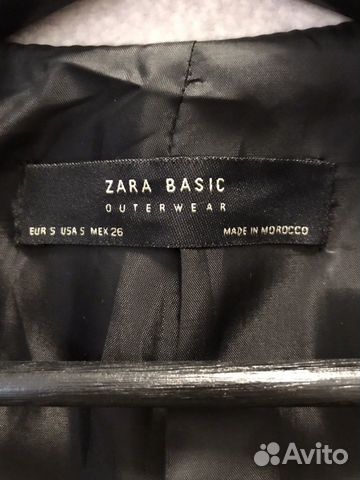 ZARA BASIC
OUTERWEAR
EUR S USA S MEX 26 MADE IN MOROCCO
Avito